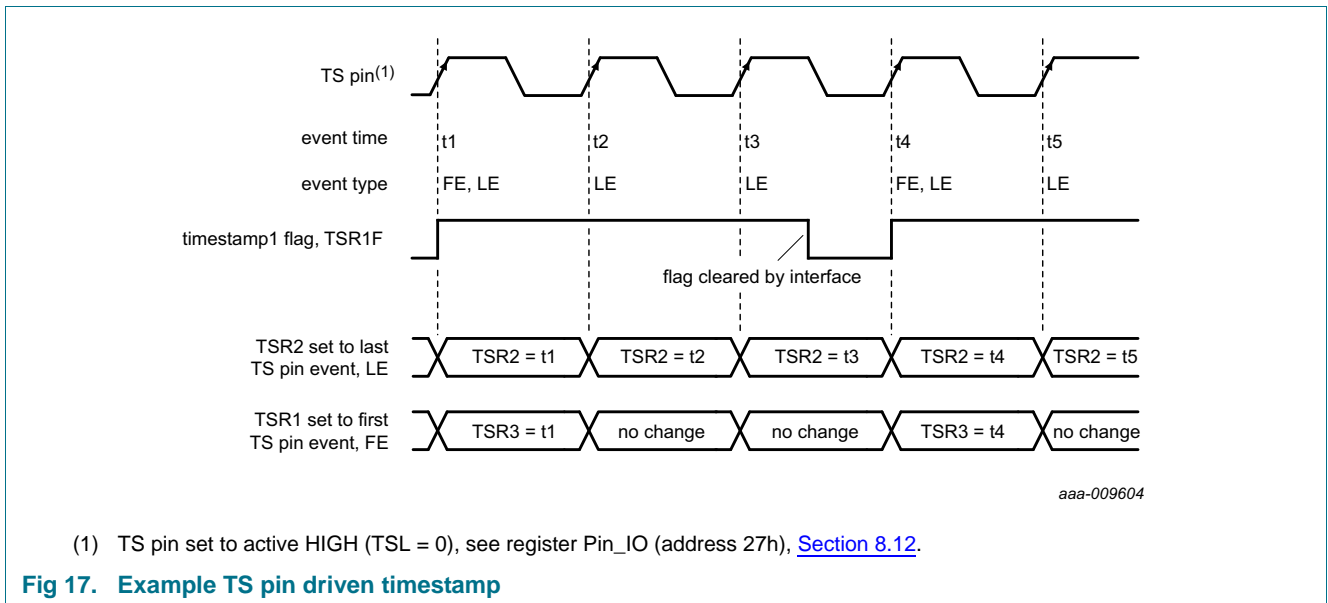 TS pin(1)
event time t1 t2 t3 t4 t5
event type FE, LE LE LE FE, LE LE
timestamp1 flag, TSR1F
flag cleared by interface
TSR2 set to last
TS pin event, LE
TSR2 = t1 TSR2 = t2 TSR2 = t3 TSR2 = t4 TSR2 = t5
TSR1 set to first
TS pin event, FE
TSR3 = t1 no change no change TSR3 = t4 no change
aaa-009604
(1) TS pin set to active HIGH (TSL = 0), see register Pin_IO (address 27h), Section 8.12.
Fig 17. Example TS pin driven timestamp